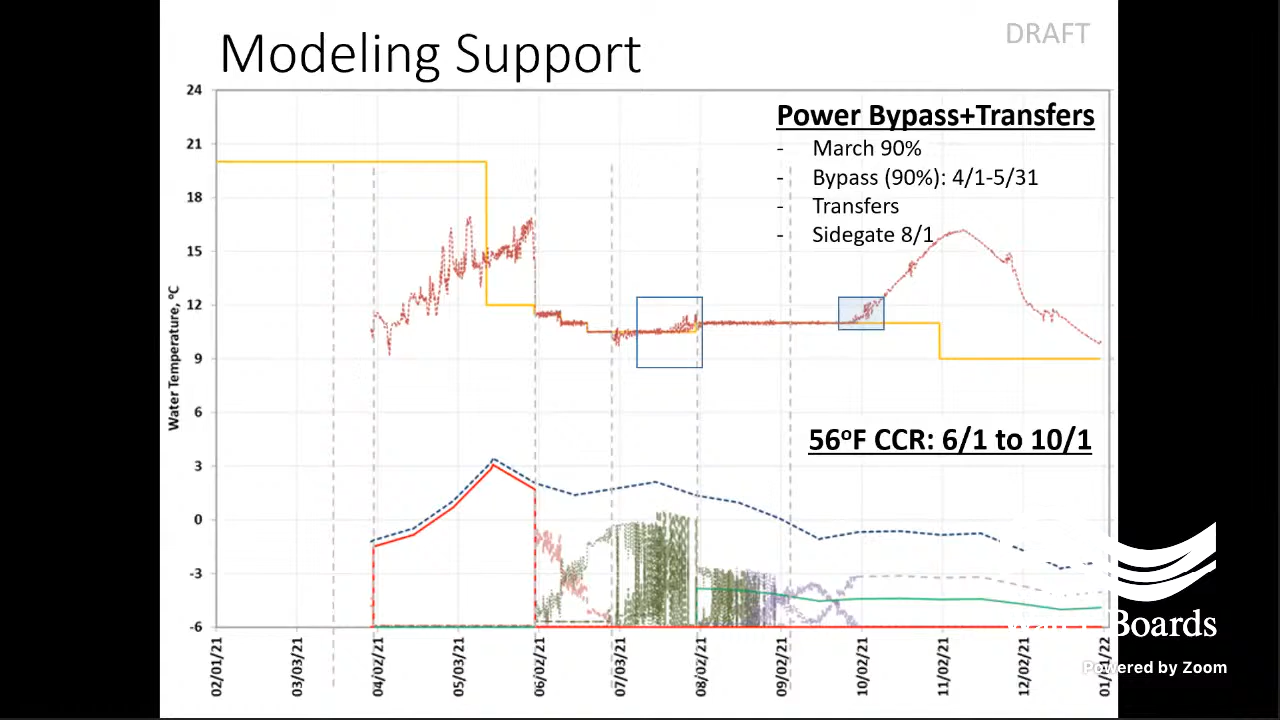 DRAFT
Modeling Support
24
21
18
15
12
9
6
3
0
-3
-6
Water Temperature, °C
Power Bypass+Transfers
- March 90%
- Bypass (90%): 4/1-5/31
- Transfers
- Sidegate 8/1
56ºF CCR: 6/1 to 10/1
02/01/21
03/03/21
04/02/21
05/03/21
06/02/21
07/03/21
08/02/21
09/02/21
10/02/21
11/02/21
12/02/21
01/01/22
Water Boards
Powered by Zoom